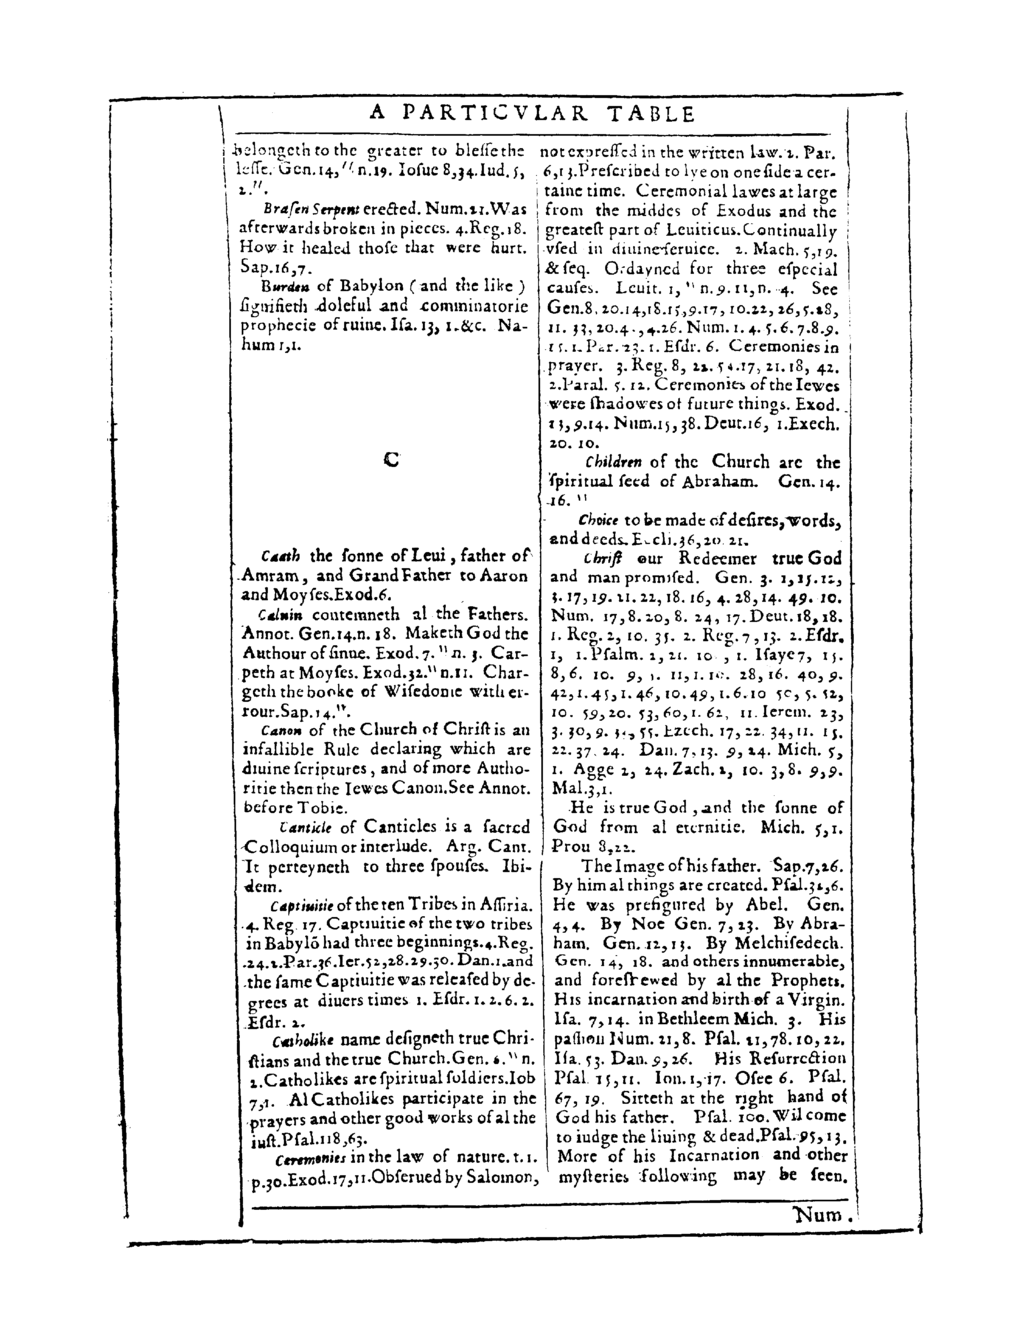 A PARTICVLAR TABLE
belongeth to the greater to blesse the
lesse. Gen. 14, '' n. 19. Iosue 8,34. Iud. 5,
2.''.
Brasen Serpent erected. Num. 21. Was
afterwards broken in pieces. 4. Reg. 18.
How it healed those that were hurt.
Sap. 16,7.
Burden of Babylon ( and the like )
signifieth doleful and comminatorie
prophecie of ruine. Isa. 13, 1. &c. Na-
hum 1,1.
C
Caath the sonne of Leui, father of
Amram, and Grand Father to Aaron
and Moyses. Exod. 6.
Caluin contemneth al the Fathers.
Annot. Gen. 14. n. 18. Maketh God the
Authour of sinne. Exod. 7. '' n. 3. Car-
peth at Moyses. Exod. 32. '' n. 11. Char-
geth the booke of Wisedome with er-
rour. Sap. 14. ''.
Canon of the Church of Christ is an
infallible Rule declaring which are
diuine scriptures, and of more Autho-
ritie then the Iewes Canon. See Annot.
before Tobie.
Canticle of Canticles is a sacred
Colloquium or interlude. Arg. Cant.
It perteyneth to three spouses. Ibi-
dem.
Captiuitie of the ten Tribes in Assiria.
4. Reg. 17. Captiuitie of the two tribes
in Babylō had three beginnings. 4. Reg.
24. 2. Par. 36. Ier. 52,28. 29. 30. Dan. 1. and
the same Captiuitie was released by de-
grees at diuers times 1. Esdr. 1. 2. 6. 2.
Esdr. 2.
Catholike name designeth true Chri-
stians and the true Church. Gen. 6. '' n.
2. Catholikes are spiritual soldiers. Iob
7,1. Al Catholikes participate in the
prayers and other good works of al the
iust. Psal. 118,63.
Ceremonies in the law of nature. t. 1.
p. 30. Exod. 17,11. Obserued by Salomon,
not expressed in the written law. 2. Par.
6,13. Prescribed to lye on one side a cer-
taine time. Ceremonial lawes at large
from the middes of Exodus and the
greatest part of Leuiticus. Continually
vsed in diuine seruice. 2. Mach. 5,19.
& seq. Ordayned for three especial
causes. Leuit. 1, '' n. 9. 11, n. 4. See
Gen. 8, 20. 14,18. 15,9. 17, 10. 22, 26,5. 28,
11. 33, 20. 4., 4. 26. Num. 1. 4. 5. 6. 7. 8. 9.
15. 1. Par. 23. 1. Esdr. 6. Ceremonies in
prayer. 3. Reg. 8, 22. 54. 17, 21. 18, 42.
2. Paral. 5. 12. Ceremonies of the Iewes
were shadowes of future things. Exod.
13,9. 14. Num. 15,38. Deut. 16, 1. Exech.
20. 10.
Children of the Church are the
spiritual seed of Abraham. Gen. 14.
16. ''
Choice to be made of desires, words,
and deeds. Eccli. 36,20. 21.
Christ our Redeemer true God
and man promised. Gen. 3. 1,15. 12,
3. 17, 19. 21. 22, 18. 16, 4. 28,14. 49. 10.
Num. 17,8. 20, 8. 24, 17. Deut. 18,18.
1. Reg. 2, 10. 35. 2. Reg. 7,13. 2. Esdr.
1, 1. Psalm. 2, 21. 10, 1. Isaye 7, 15.
8,6. 10. 9, 1. 11,1. 28, 16. 40, 9.
42,1. 45,1. 46, 10. 49, 1. 6. 10 50, 5. 52,
10. 59,20. 53, 60,1. 62, 11. Ierem. 23,
3. 30,9. 55. Ezech. 17,22. 34,11. 15.
22. 37. 24. Dan. 7,13. 9, 24. Mich. 5,
1. Agge 2, 24. Zach. 2, 10. 3,8. 9,9.
Mal. 3,1.
He is true God, and the sonne of
God from al eternitie. Mich. 5,1.
Prou 8,22.
The Image of his father. Sap. 7,26.
By him al things are created. Psal. 32,6.
He was prefigured by Abel. Gen.
4,4. By Noe Gen. 7, 23. By Abra-
ham. Gen. 12, 13. By Melchisedech.
Gen. 14, 18. and others innumerable,
and foreshewed by al the Prophets.
His incarnation and birth of a Virgin.
Isa. 7,14. in Bethleem Mich. 3. His
passion Num. 21,8. Psal. 21,78. 10,22.
Isa. 53. Dan. 9,26. His Resurrection
Psal 15,11. Ion. 1,17. Osee 6. Psal.
67, 19. Sitteth at the right hand of
God his father. Psal. 100. Wil come
to iudge the liuing & dead. Psal. 95,13.
More of his Incarnation and other
mysteries following may be seen.
Num.